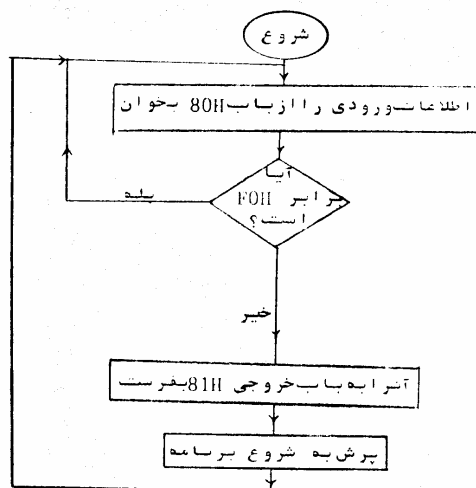 شروع
اطلاعات ورودی را از باب 80H بخوان
آیا
برابر F0H
است؟
بله
خیر
آنرا به باب خروجی 81H بفرست
پرش به شروع برنامه